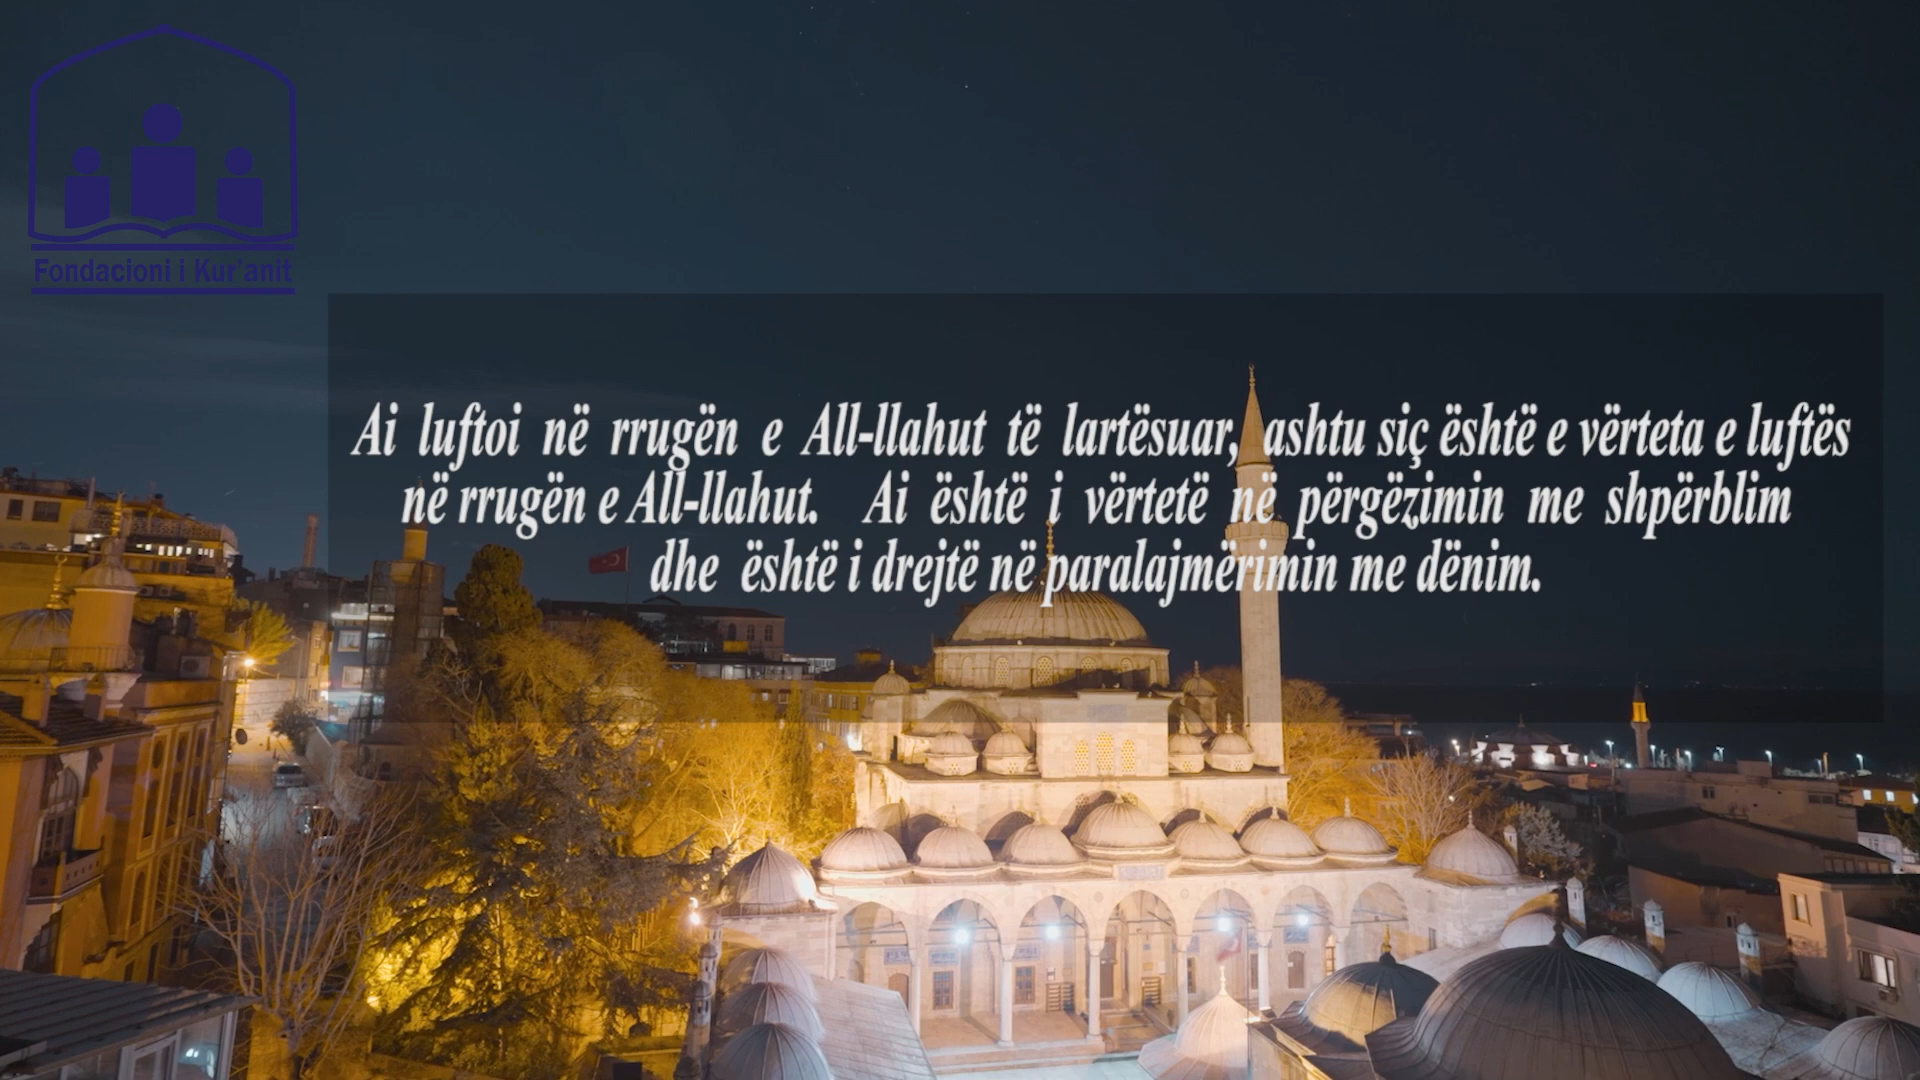 Fondacioni i Kur'anit
Ai luftoi në rrugën e All-llahut të lartësuar, ashtu siç është e vërteta e luftës
në rrugën e All-llahut. Ai është i vërtetë në përgëzimin me shpërblim
dhe është i drejtë në paralajmërimin me dënim.